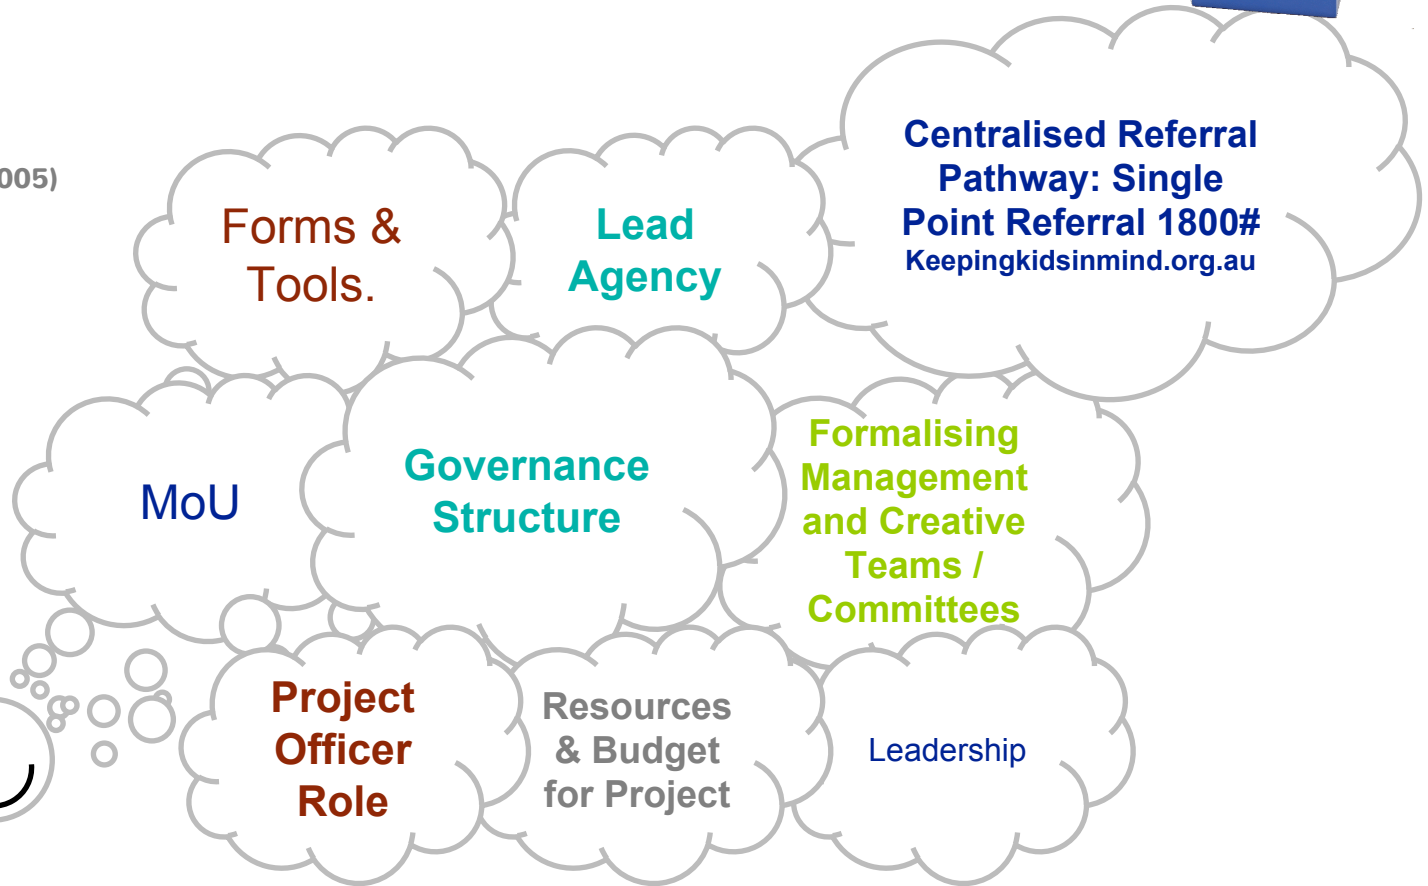 005)
Forms &
Tools.
Lead
Agency
Centralised Referral
Pathway: Single
Point Referral 1800#
Keepingkidsinmind.org.au
MoU
Governance
Structure
Formalising
Management
and Creative
Teams /
Committees
Project
Officer
Role
Resources
& Budget
for Project
Leadership